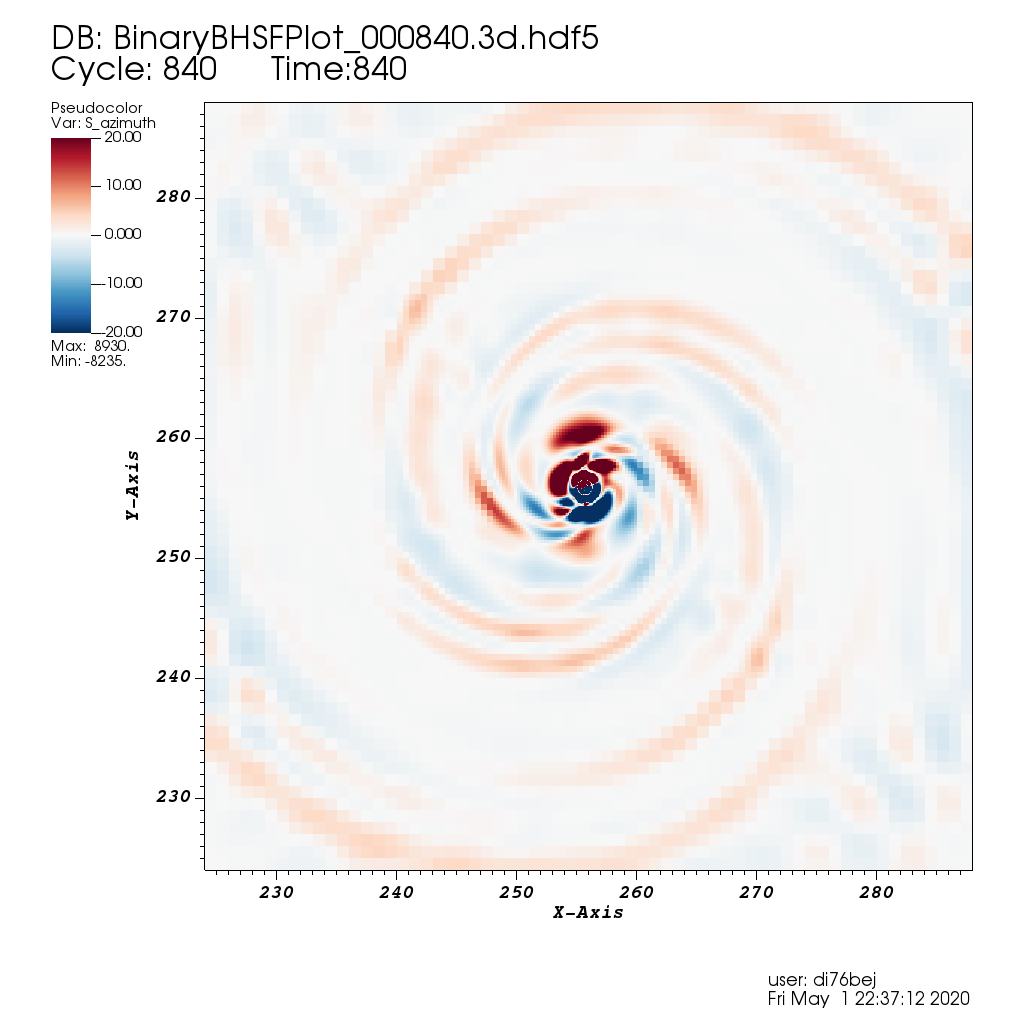 DB: BinaryBHSFPlot_000840.3d.hdf5
Cycle: 840 Time:840
Pseudocolor
Var: S_azimuth
20.00
10.00
0.000
-10.00
-20.00
Max: 8930.
Min: -8235.
280
270
260
250
240
230
Y-Axis
230 240 250 260 270 280
X-Axis
user: di76bej
Fri May 1 22:37:12 2020